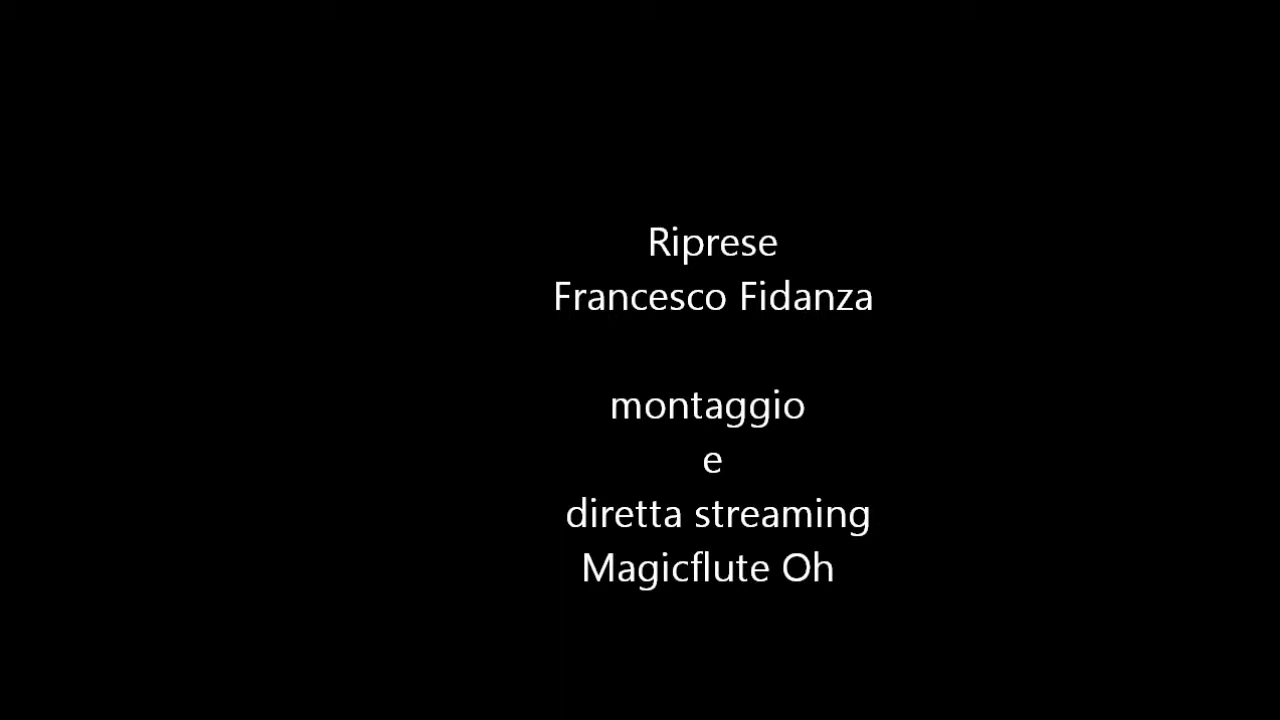 Riprese
Francesco Fidanza
montaggio
e
diretta streaming
Magicflute Oh